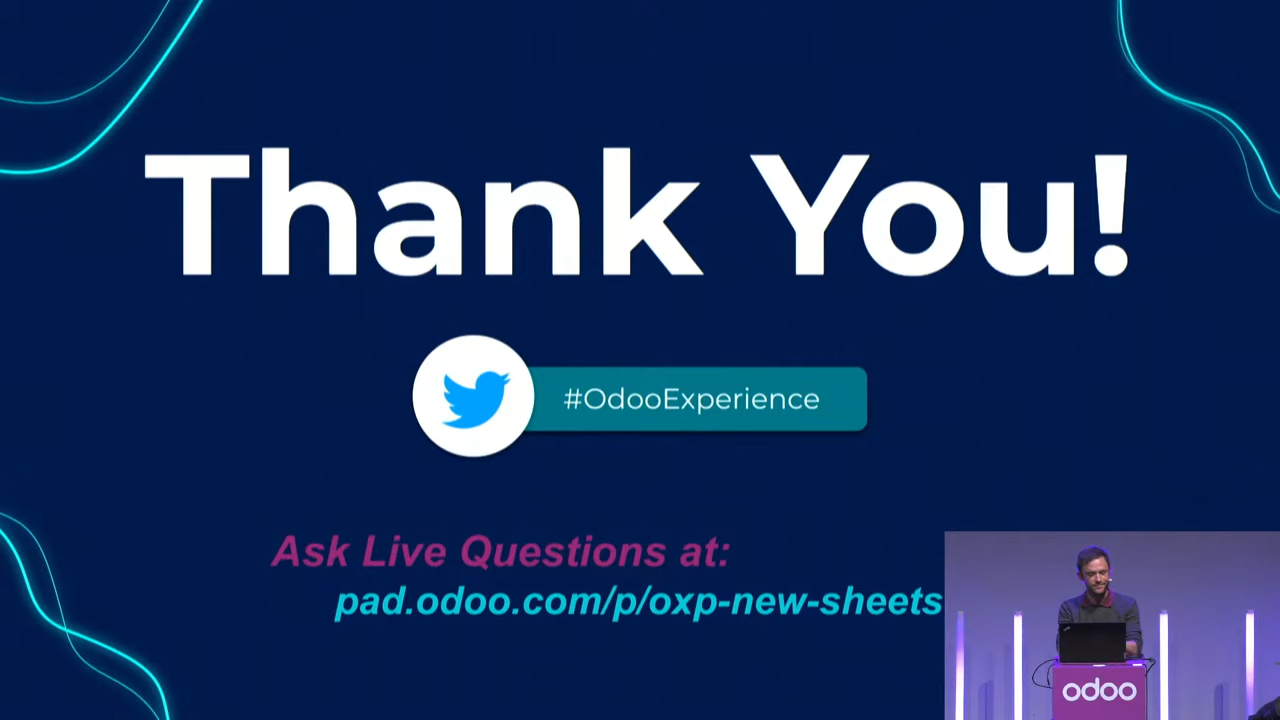 Thank You!
#OdooExperience
Ask Live Questions at:
pad.odoo.com/p/oxp-new-sheets
odoo